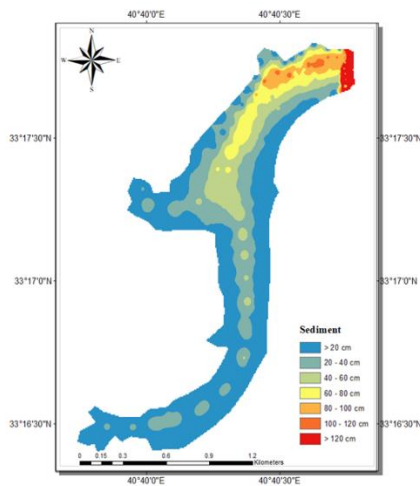 40°40'0"E 40°40'30"E
N
W E
S
33°17'30"N 33°17'30"N
33°17'0"N 33°17'0"N
33°16'30"N 33°16'30"N
Sediment
> 20 cm
20 - 40 cm
40 - 60 cm
60 - 80 cm
80 - 100 cm
100 - 120 cm
> 120 cm
0 0.15 0.3 0.6 0.9 1.2
Kilometers
40°40'0"E 40°40'30"E